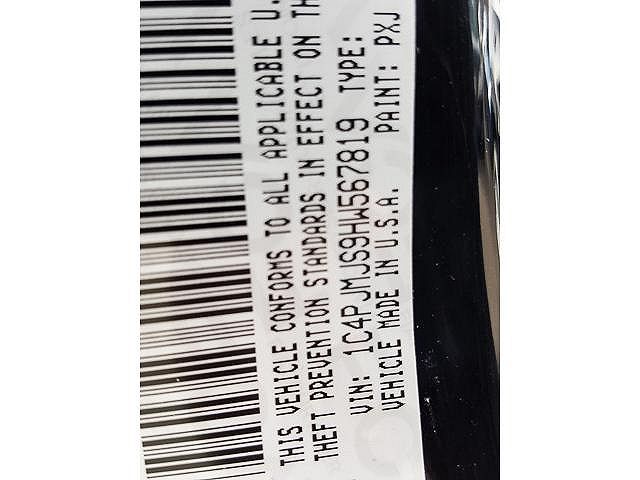 THIS VEHICLE CONFORMS TO ALL APPLICABLE U.
THEFT PREVENTION STANDARDS IN EFFECT ON TH
VIN: 1C4PJMJS9HW567819 TYPE:
VEHICLE MADE IN U.S.A. PAINT: PXJ